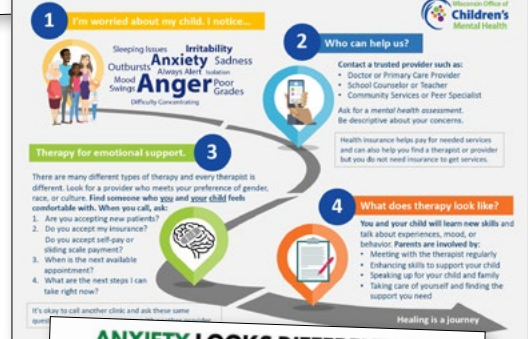 Wisconsin Office of
Children's
Mental Health
1
I'm worried about my child. I notice...
Sleeping Issues Irritability
Outbursts Anxiety Sadness
Always Alert Isolation
Mood Swings Anger Poor Grades
Difficulty Concentrating
2
Who can help us?
Contact a trusted provider such as:
• Doctor or Primary Care Provider
• School Counselor or Teacher
• Community Services or Peer Specialist
Ask for a mental health assessment.
Be descriptive about your concerns.
Health insurance helps pay for needed services
and can also help you find a therapist or provider
but you do not need insurance to get services.
Therapy for emotional support.
3
There are many different types of therapy and every therapist is
different. Look for a provider who meets your preference of gender,
race, or culture. Find someone who you and your child feels
comfortable with. When you call, ask:
1. Are you accepting new patients?
2. Do you accept my insurance?
Do you accept self-pay or
sliding scale payment?
3. When is the next available
appointment?
4. What are the next steps I can
take right now?
It's okay to call another clinic and ask these same
4
What does therapy look like?
You and your child will learn new skills and
talk about experiences, mood, or
behavior. Parents are involved by:
• Meeting with the therapist regularly
• Enhancing skills to support your child
• Speaking up for your child and family
• Taking care of yourself and finding the
support you need
Healing is a journey
ANXIETY LOOKS